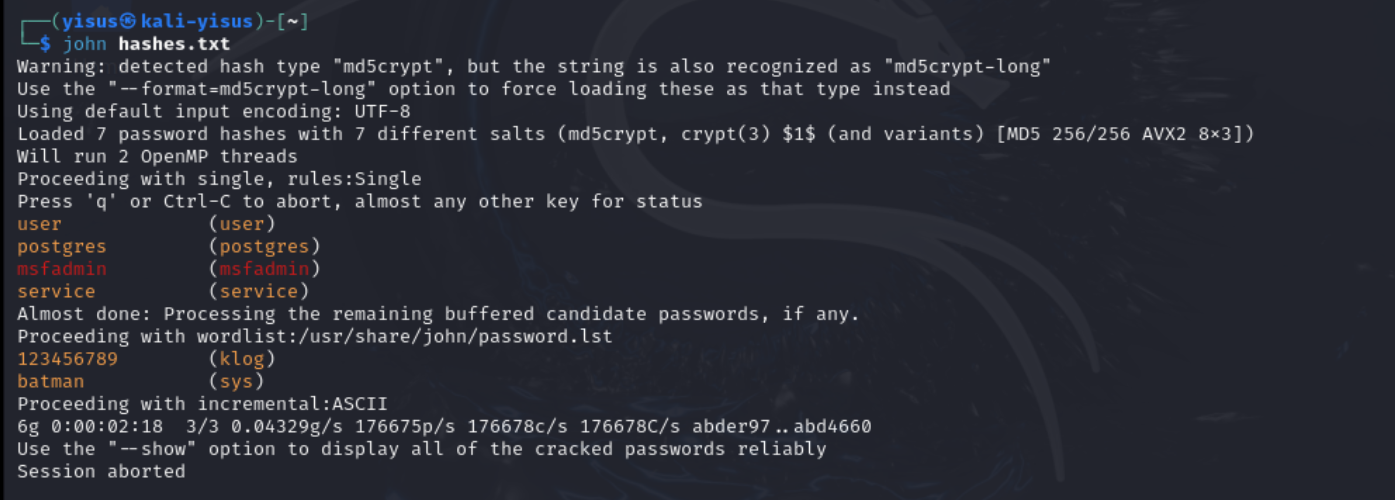 ┌──(yisus㉿kali-yisus)-[~]
└─$ john hashes.txt
Warning: detected hash type "md5crypt", but the string is also recognized as "md5crypt-long"
Use the "--format=md5crypt-long" option to force loading these as that type instead
Using default input encoding: UTF-8
Loaded 7 password hashes with 7 different salts (md5crypt, crypt(3) $1$ (and variants) [MD5 256/256 AVX2 8×3])
Will run 2 OpenMP threads
Proceeding with single, rules:Single
Press 'q' or Ctrl-C to abort, almost any other key for status
user             (user)
postgres         (postgres)
msfadmin         (msfadmin)
service          (service)
Almost done: Processing the remaining buffered candidate passwords, if any.
Proceeding with wordlist:/usr/share/john/password.lst
123456789        (klog)
batman           (sys)
Proceeding with incremental:ASCII
6g 0:00:02:18  3/3 0.04329g/s 176675p/s 176678c/s 176678C/s abder97..abd4660
Use the "--show" option to display all of the cracked passwords reliably
Session aborted